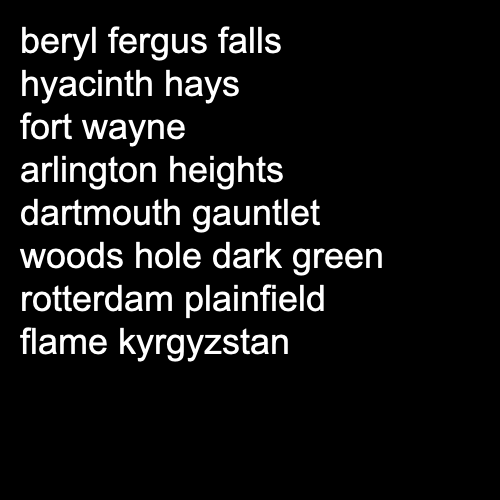 beryl fergus falls
hyacinth hays
fort wayne
arlington heights
dartmouth gauntlet
woods hole dark green
rotterdam plainfield
flame kyrgyzstan